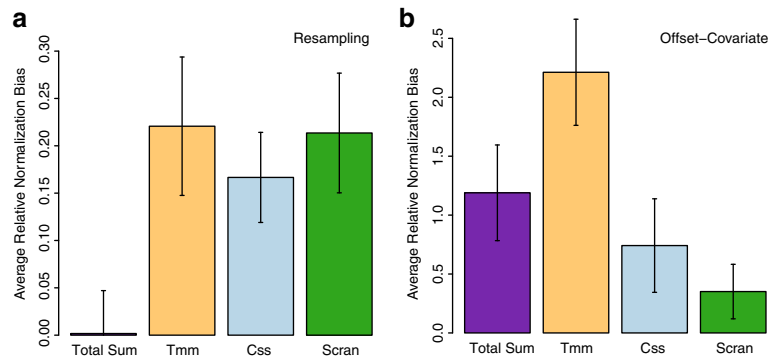 a
Resampling
Average Relative Normalization Bias
0.30
0.25
0.20
0.15
0.10
0.05
0.00
Total Sum Tmm Css Scran
b
Offset–Covariate
Average Relative Normalization Bias
2.5
2.0
1.5
1.0
0.5
0.0
Total Sum Tmm Css Scran